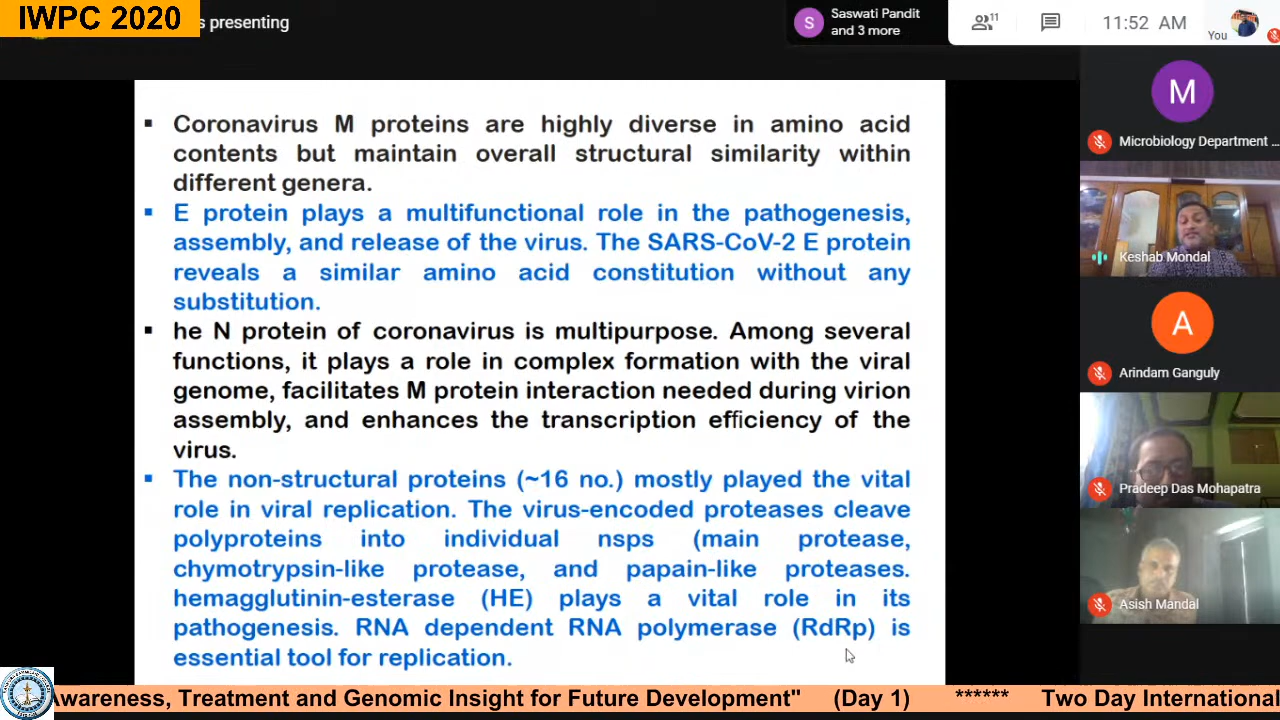 IWPC 2020
s presenting
S
Saswati Pandit
and 3 more
11
11:52 AM
You
▪ Coronavirus M proteins are highly diverse in amino acid
contents but maintain overall structural similarity within
different genera.
▪ E protein plays a multifunctional role in the pathogenesis,
assembly, and release of the virus. The SARS-CoV-2 E protein
reveals a similar amino acid constitution without any
substitution.
▪ he N protein of coronavirus is multipurpose. Among several
functions, it plays a role in complex formation with the viral
genome, facilitates M protein interaction needed during virion
assembly, and enhances the transcription efficiency of the
virus.
▪ The non-structural proteins (~16 no.) mostly played the vital
role in viral replication. The virus-encoded proteases cleave
polyproteins into individual nsps (main protease,
chymotrypsin-like protease, and papain-like proteases.
hemagglutinin-esterase (HE) plays a vital role in its
pathogenesis. RNA dependent RNA polymerase (RdRp) is
essential tool for replication.
M
Microbiology Department ...
Keshab Mondal
A
Arindam Ganguly
Pradeep Das Mohapatra
Asish Mandal
Awareness, Treatment and Genomic Insight for Future Development" (Day 1) ****** Two Day International